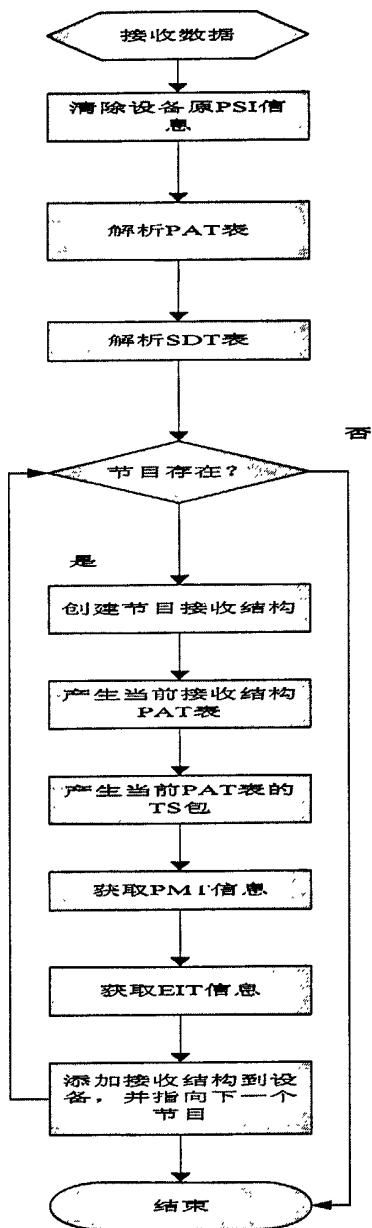 接收数据
清除设备原PSI信
息
解析PAT表
解析SDT表
否
节目存在?
是
创建节目接收结构
产生当前接收结构
PAT表
产生当前PAT表的
TS包
获取PMT信息
获取EIT信息
添加接收结构到设
备，并指向下一个
节目
结束